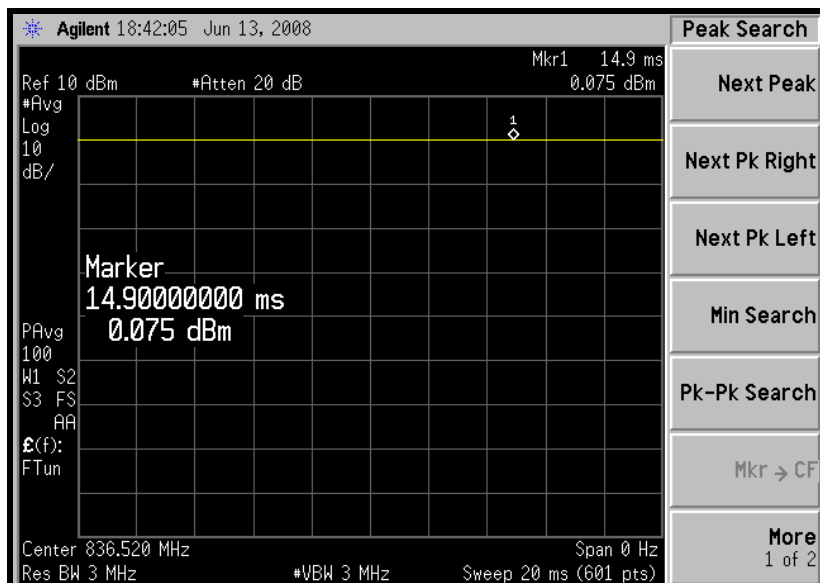 Agilent 18:42:05 Jun 13, 2008
Peak Search
Mkr1 14.9 ms
Ref 10 dBm #Atten 20 dB 0.075 dBm
#Avg
Log
10
dB/
1
Marker
14.90000000 ms
0.075 dBm
PAvg
100
W1 S2
S3 FS
AA
£(f):
FTun
Center 836.520 MHz Span 0 Hz
Res BW 3 MHz #VBW 3 MHz Sweep 20 ms (601 pts)
Next Peak
Next Pk Right
Next Pk Left
Min Search
Pk-Pk Search
Mkr → CF
More
1 of 2